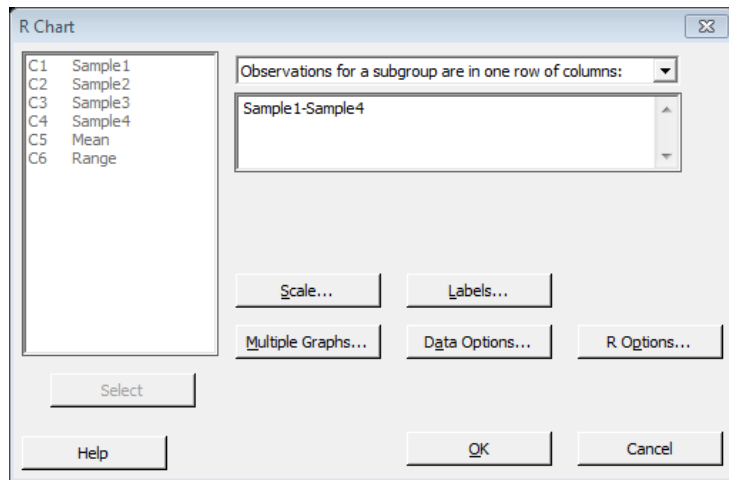 R Chart
C1 Sample1
C2 Sample2
C3 Sample3
C4 Sample4
C5 Mean
C6 Range
Observations for a subgroup are in one row of columns:
Sample1-Sample4
Scale... Labels...
Multiple Graphs... Data Options... R Options...
Select
Help OK Cancel